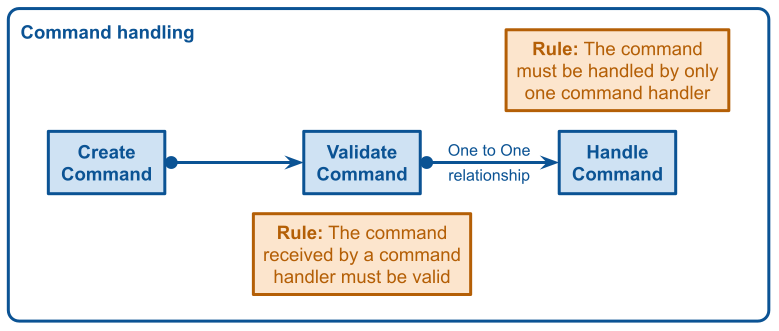 Command handling
Rule: The command
must be handled by only
one command handler
Create
Command
Validate
Command
One to One
relationship
Handle
Command
Rule: The command
received by a command
handler must be valid